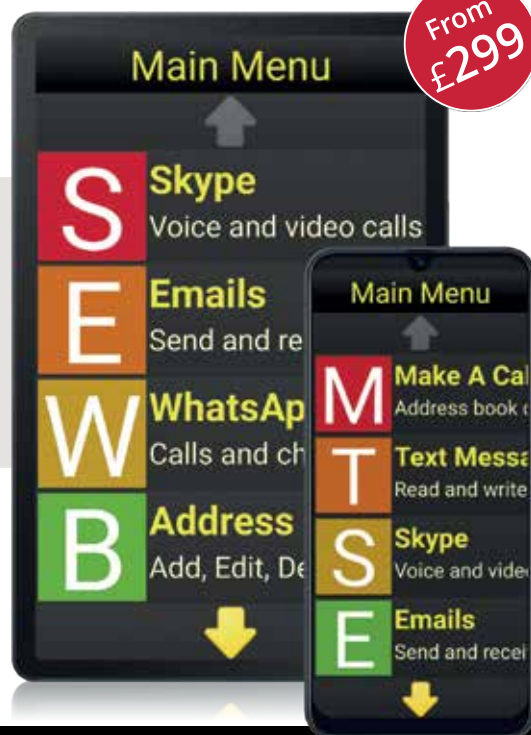 From
£299
Main Menu
S
Skype
Voice and video calls
E
Emails
Send and re
W
WhatsAp
Calls and ch
B
Address
Add, Edit, De
Main Menu
M
Make A Cal
Address book
T
Text Messa
Read and write
S
Skype
Voice and vide
E
Emails
Send and recei